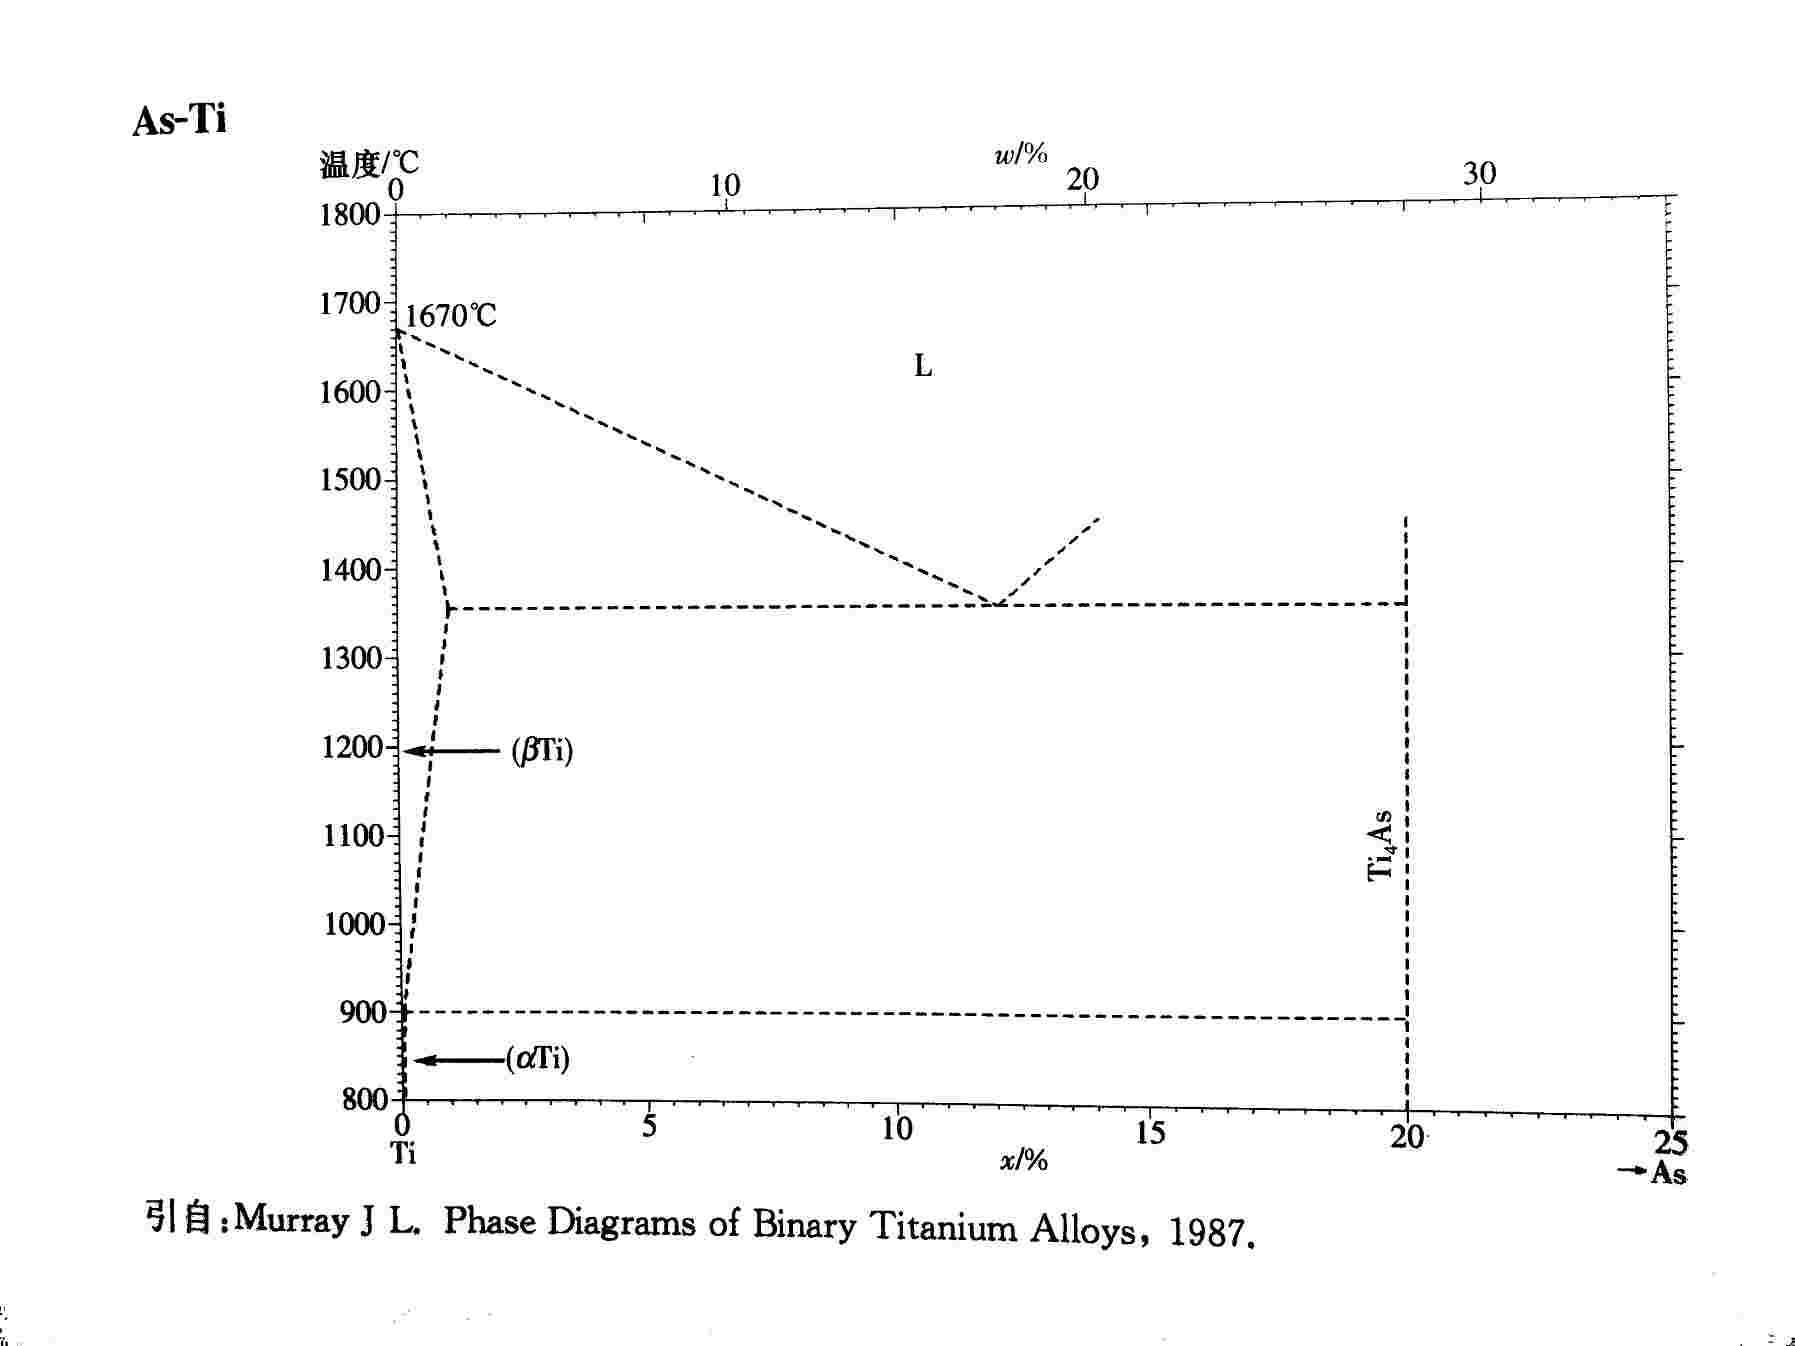 As-Ti
温度/℃
w/%
0 10 20 30
1800
1700
1670℃
L
1600
1500
1400
1300
1200
(βTi)
1100
Ti₄As
1000
900
(αTi)
800
0 5 10 15 20 25
Ti
x/%
→As
引自:Murray J L. Phase Diagrams of Binary Titanium Alloys, 1987.